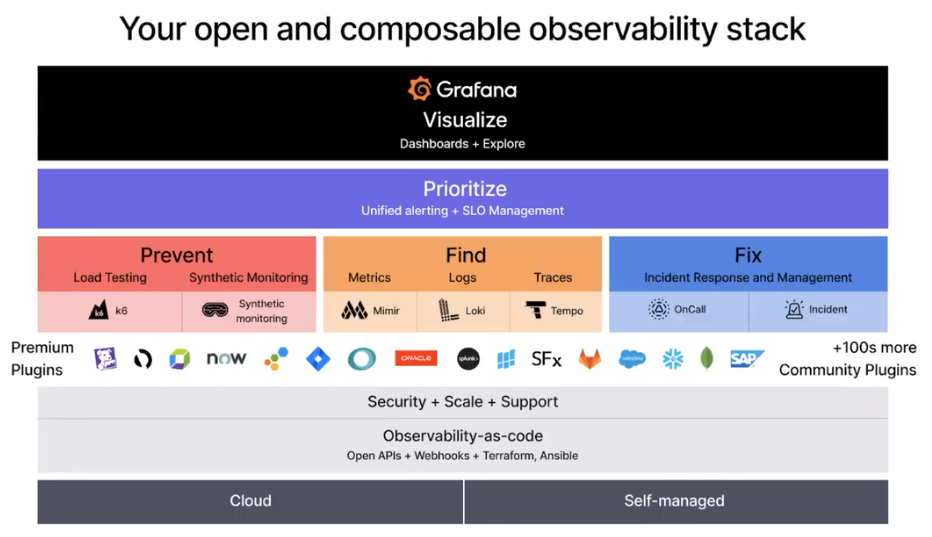 Your open and composable observability stack
Grafana
Visualize
Dashboards + Explore
Prioritize
Unified alerting + SLO Management
Prevent
Load Testing
Synthetic Monitoring
k6
k6
Synthetic
monitoring
Find
Metrics
Logs
Traces
Mimir
Loki
Tempo
Fix
Incident Response and Management
OnCall
Incident
Premium
Plugins
now
ORACLE
splunk>
SFx
salesforce
SAP
+100s more
Community Plugins
Security + Scale + Support
Observability-as-code
Open APIs + Webhooks + Terraform, Ansible
Cloud
Self-managed